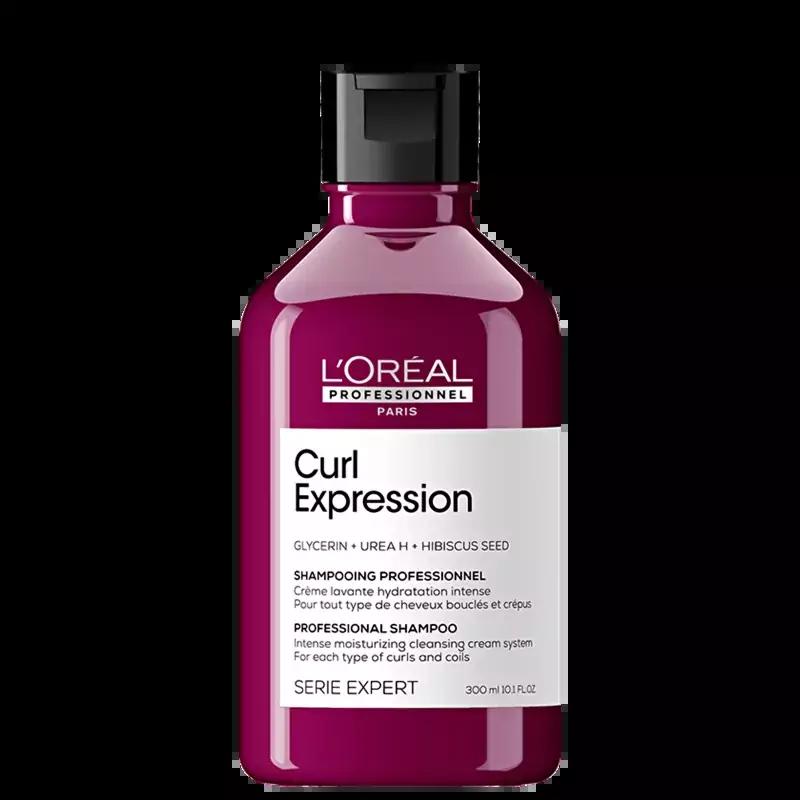 L'ORÉAL
PROFESSIONNEL
PARIS
Curl
Expression
GLYCERIN + UREA H + HIBISCUS SEED
SHAMPOOING PROFESSIONNEL
Crème lavante hydratation intense
Pour tout type de cheveux bouclés et crépus
PROFESSIONAL SHAMPOO
Intense moisturizing cleansing cream system
For each type of curls and coils
SERIE EXPERT 300 ml 10.1 FL.OZ